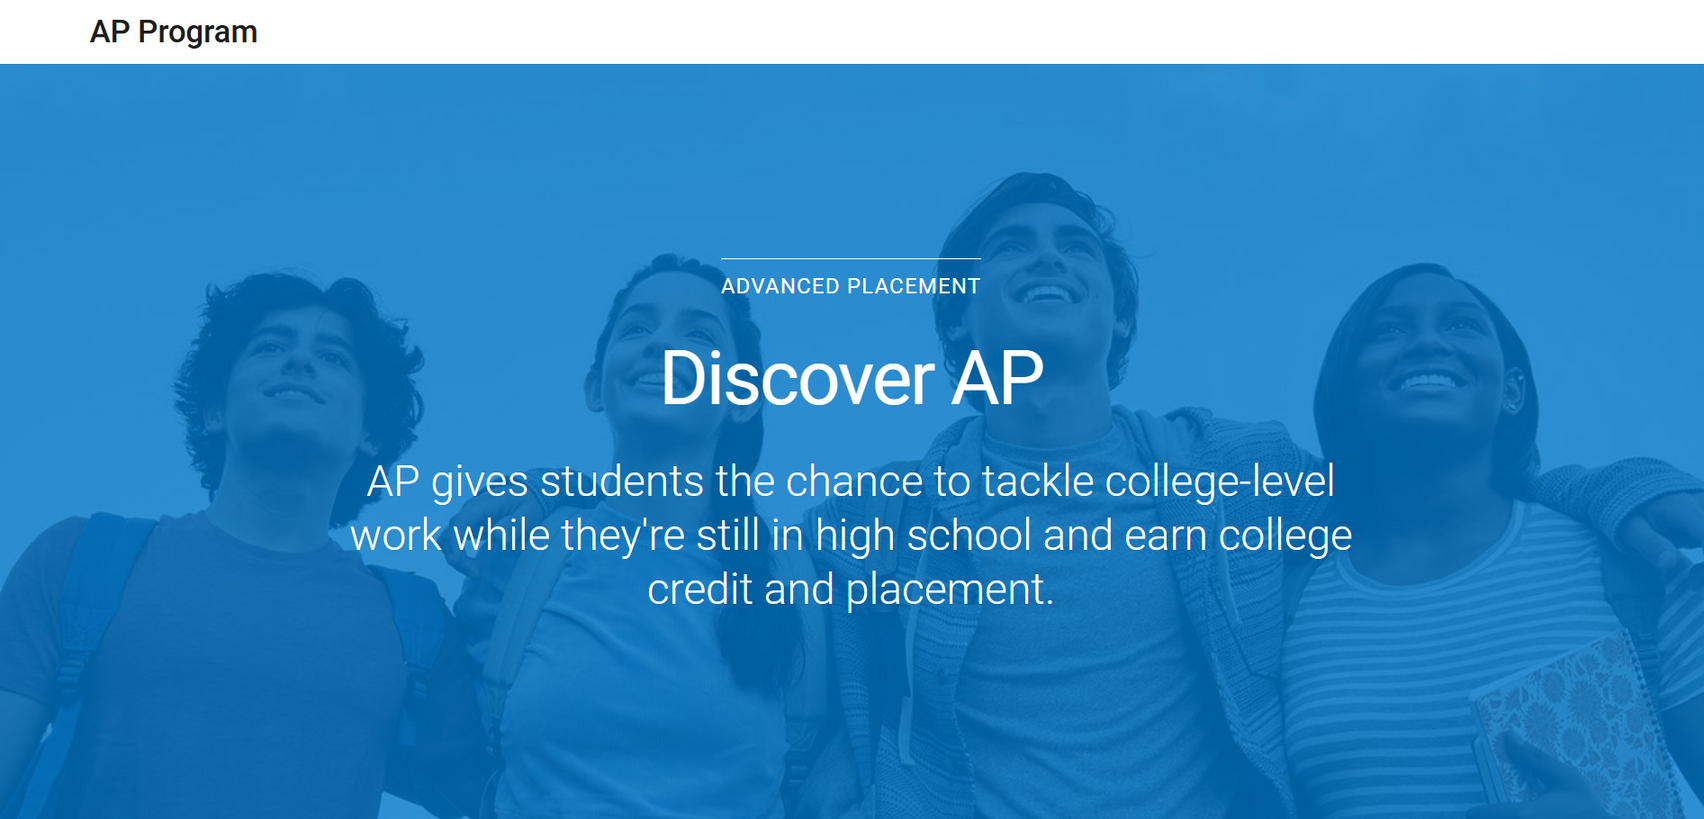 AP Program
ADVANCED PLACEMENT
Discover AP
AP gives students the chance to tackle college-level
work while they're still in high school and earn college
credit and placement.